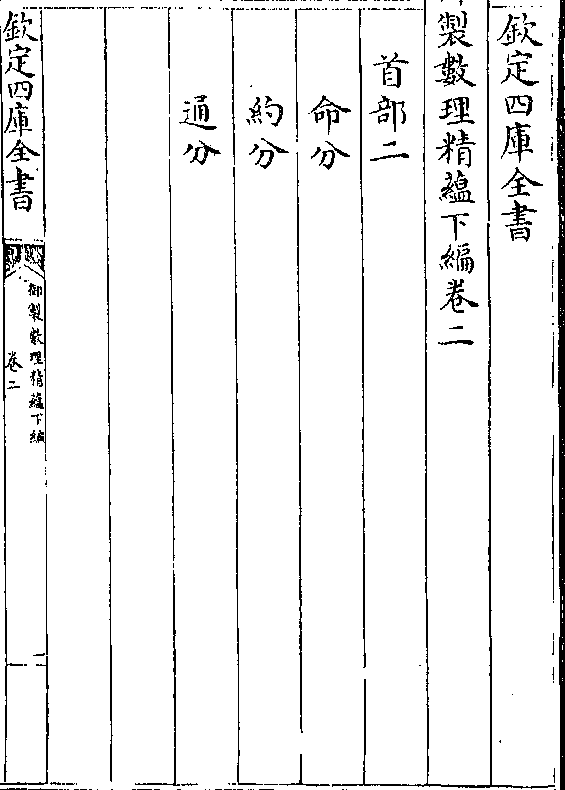 欽定四庫全書
製數理精蘊下編卷二
首部二
命分
約分
通分
欽定四庫全書
御製數理精蘊下編
卷二
一